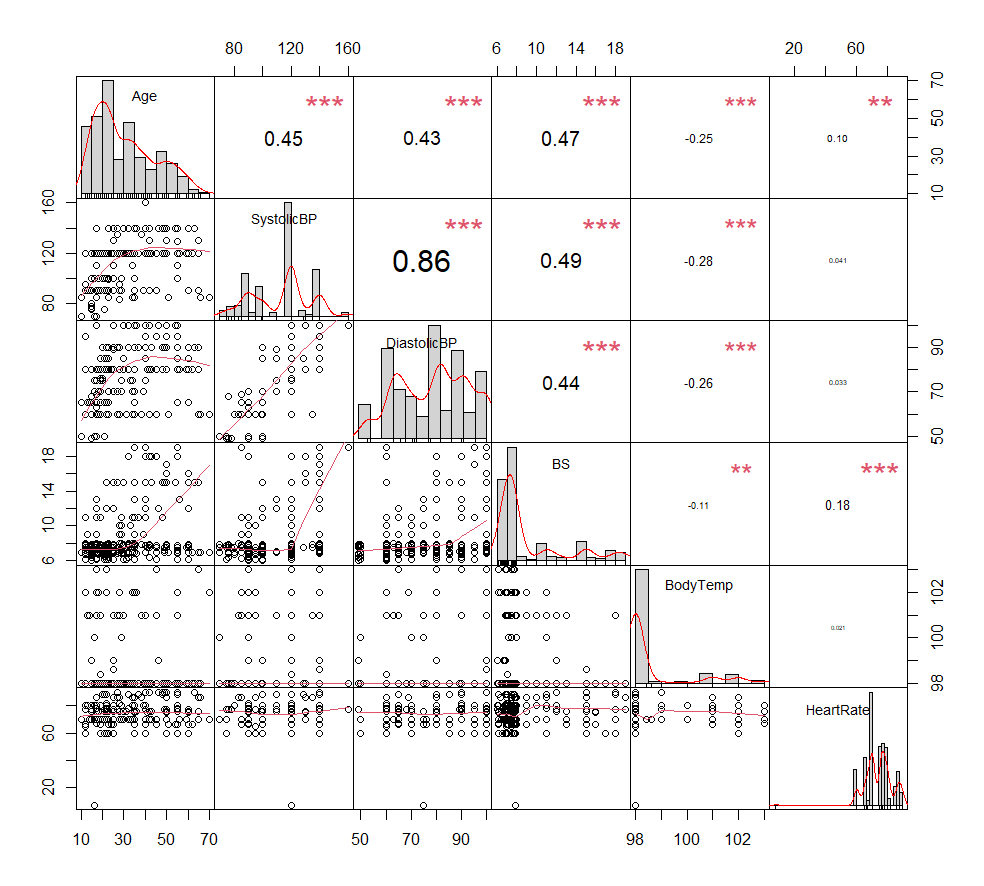 80 120 160 6 10 14 18 20 60
Age *** *** *** *** ** 70
0.45 0.43 0.47 -0.25 0.10 50
30
10
160 SystolicBP *** *** ***
120 0.86 0.49 -0.28 0.041
80
DiastolicBP *** *** 90
0.44 -0.26 0.033 70
50
18 BS ** ***
14 -0.11 0.18
10
6
BodyTemp 102
0.021 100
98
HeartRate
60
20
10 30 50 70 50 70 90 98 100 102